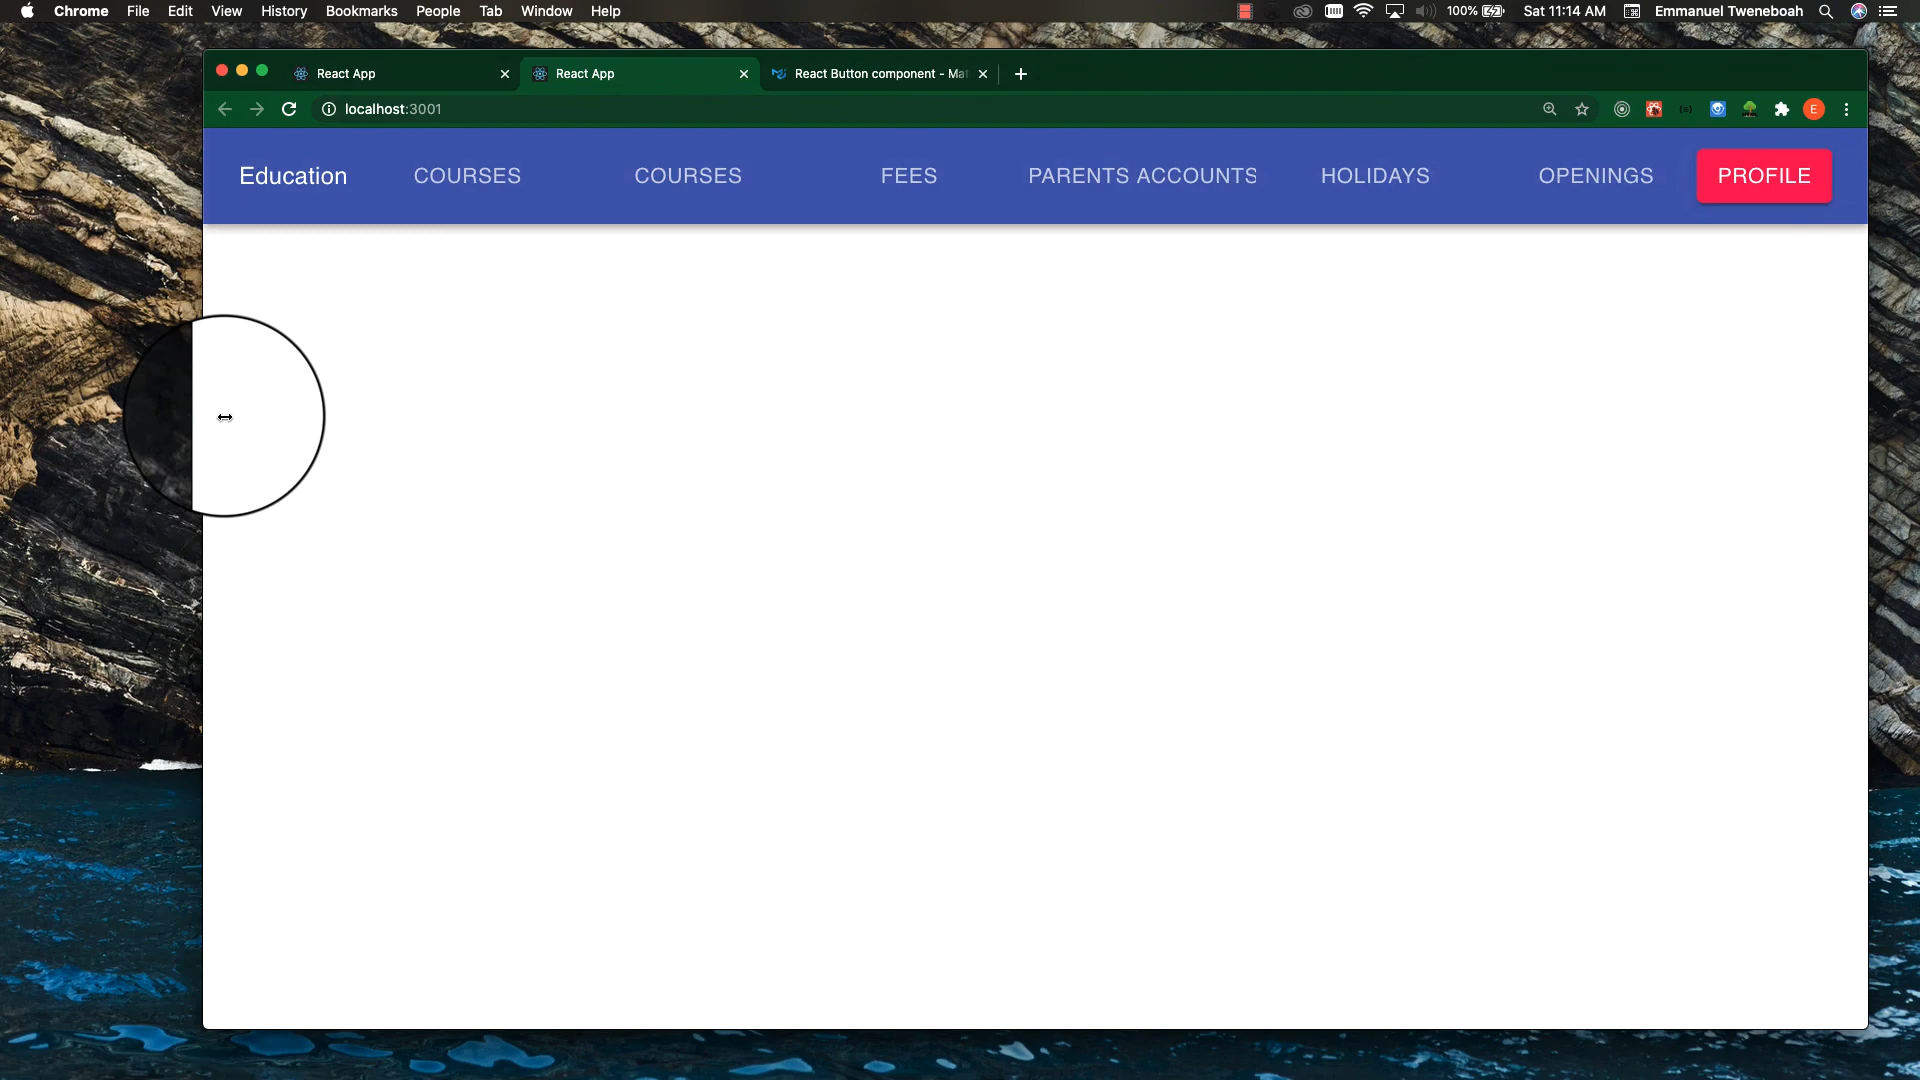 Chrome File Edit View History Bookmarks People Tab Window Help 100% Sat 11:14 AM Emmanuel Tweneboah
React App React App React Button component - Mat
localhost:3001 E
Education COURSES COURSES FEES PARENTS ACCOUNTS HOLIDAYS OPENINGS PROFILE